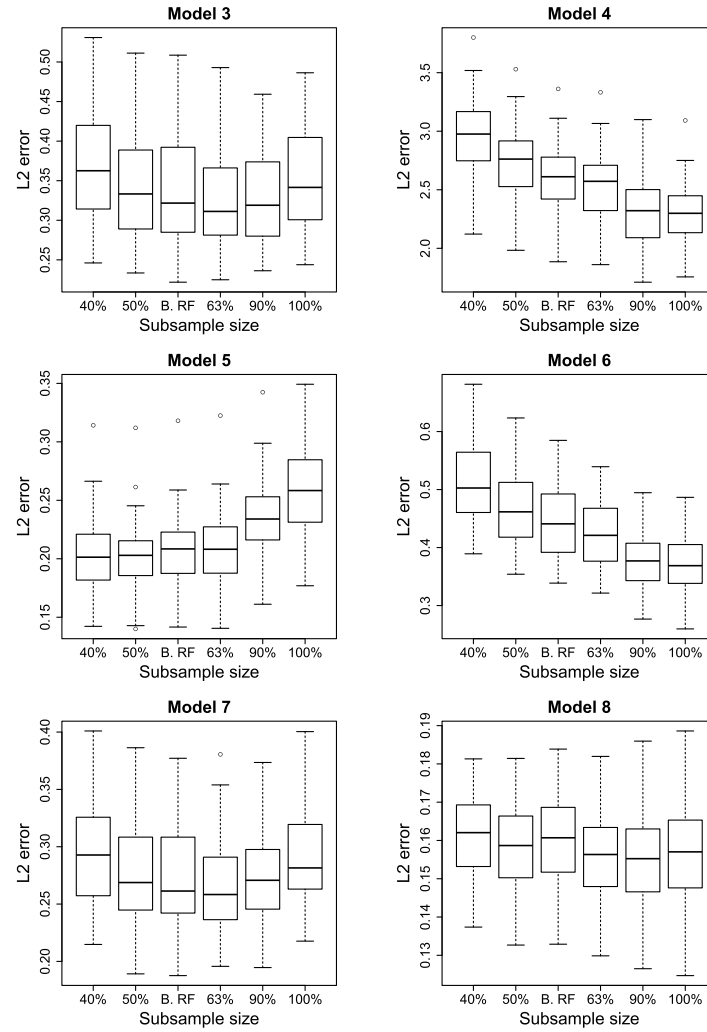 Model 3
L2 error
0.25 0.30 0.35 0.40 0.45 0.50
40% 50% B. RF 63% 90% 100%
Subsample size
Model 4
L2 error
2.0 2.5 3.0 3.5
40% 50% B. RF 63% 90% 100%
Subsample size
Model 5
L2 error
0.15 0.20 0.25 0.30 0.35
40% 50% B. RF 63% 90% 100%
Subsample size
Model 6
L2 error
0.3 0.4 0.5 0.6
40% 50% B. RF 63% 90% 100%
Subsample size
Model 7
L2 error
0.20 0.25 0.30 0.35 0.40
40% 50% B. RF 63% 90% 100%
Subsample size
Model 8
L2 error
0.13 0.14 0.15 0.16 0.17 0.18 0.19
40% 50% B. RF 63% 90% 100%
Subsample size